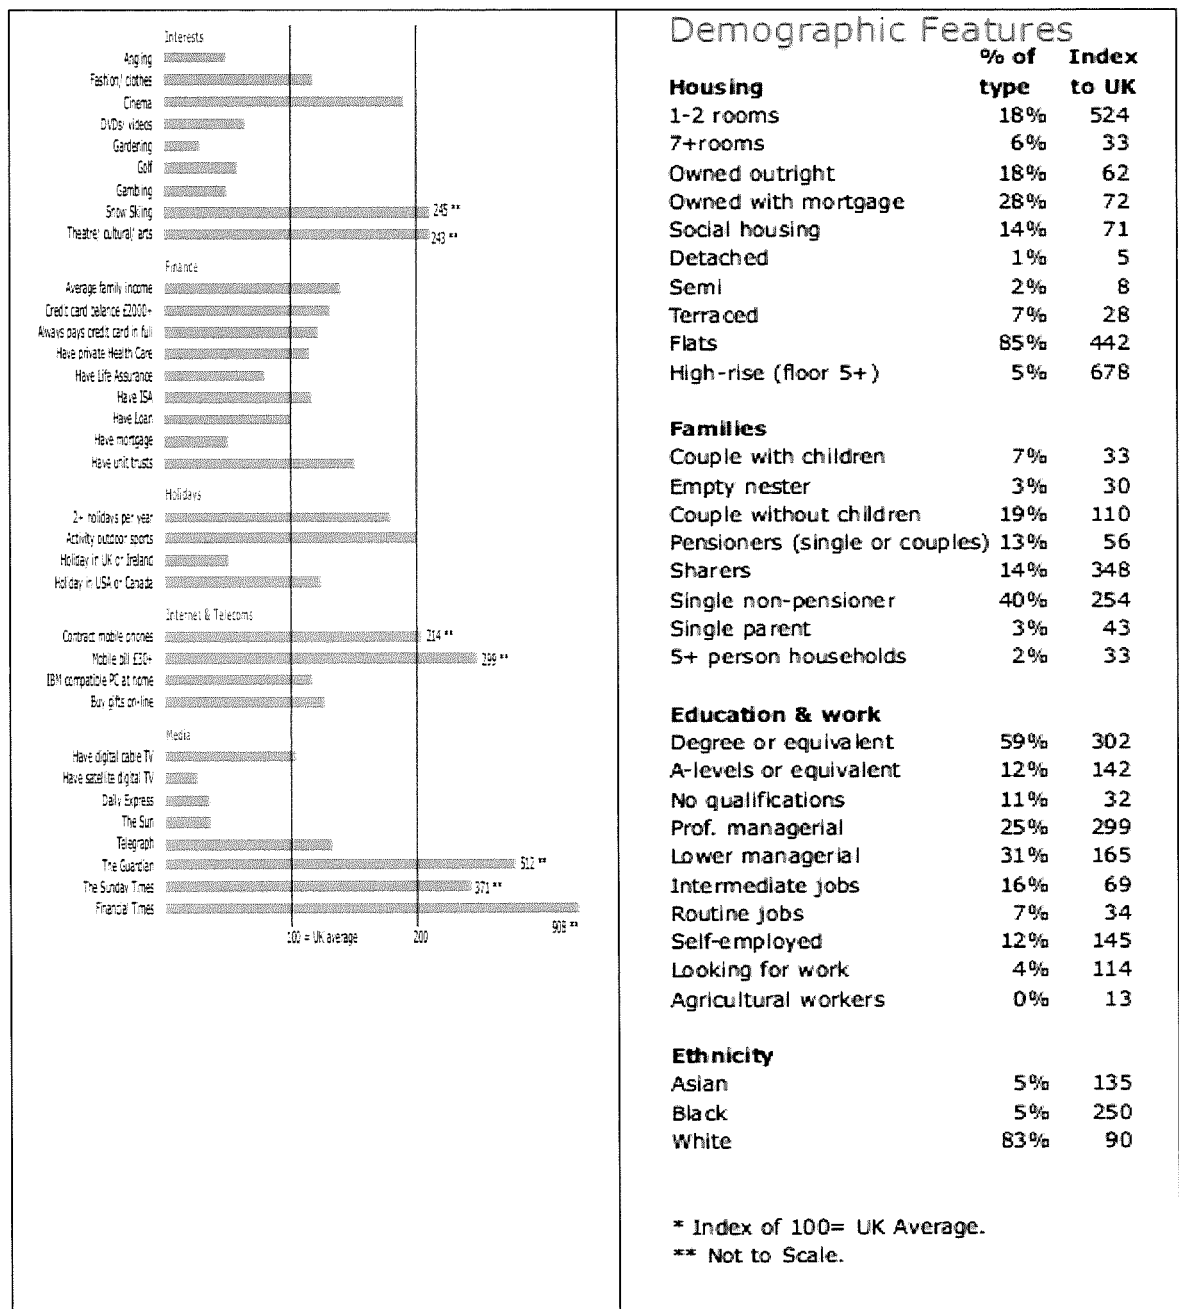 Interests
Angling
Fashion/ clothes
Cinema
DVDs/ videos
Gardening
Golf
Gambling
Snow Skiing 245 **
Theatre/ cultural/ arts 243 **
Finance
Average family income
Credit card balance £2000+
Always pays credit card in full
Have private Health Care
Have Life Assurance
Have ISA
Have Loan
Have mortgage
Have unit trusts
Holidays
2+ holidays per year
Activity outdoor sports
Holiday in UK or Ireland
Holiday in USA or Canada
Internet & Telecoms
Contract mobile phones 214 **
Mobile bill £30+ 299 **
IBM compatible PC at home
Buy gifts on-line
Media
Have digital cable TV
Have satellite digital TV
Daily Express
The Sun
Telegraph
The Guardian 512 **
The Sunday Times 371 **
Financial Times
908 **
100 = UK average 200
Demographic Features
% of Index
Housing type to UK
1-2 rooms 18% 524
7+rooms 6% 33
Owned outright 18% 62
Owned with mortgage 28% 72
Social housing 14% 71
Detached 1% 5
Semi 2% 8
Terraced 7% 28
Flats 85% 442
High-rise (floor 5+) 5% 678
Families
Couple with children 7% 33
Empty nester 3% 30
Couple without children 19% 110
Pensioners (single or couples) 13% 56
Sharers 14% 348
Single non-pensioner 40% 254
Single parent 3% 43
5+ person households 2% 33
Education & work
Degree or equivalent 59% 302
A-levels or equivalent 12% 142
No qualifications 11% 32
Prof. managerial 25% 299
Lower managerial 31% 165
Intermediate jobs 16% 69
Routine jobs 7% 34
Self-employed 12% 145
Looking for work 4% 114
Agricultural workers 0% 13
Ethnicity
Asian 5% 135
Black 5% 250
White 83% 90
* Index of 100= UK Average.
** Not to Scale.